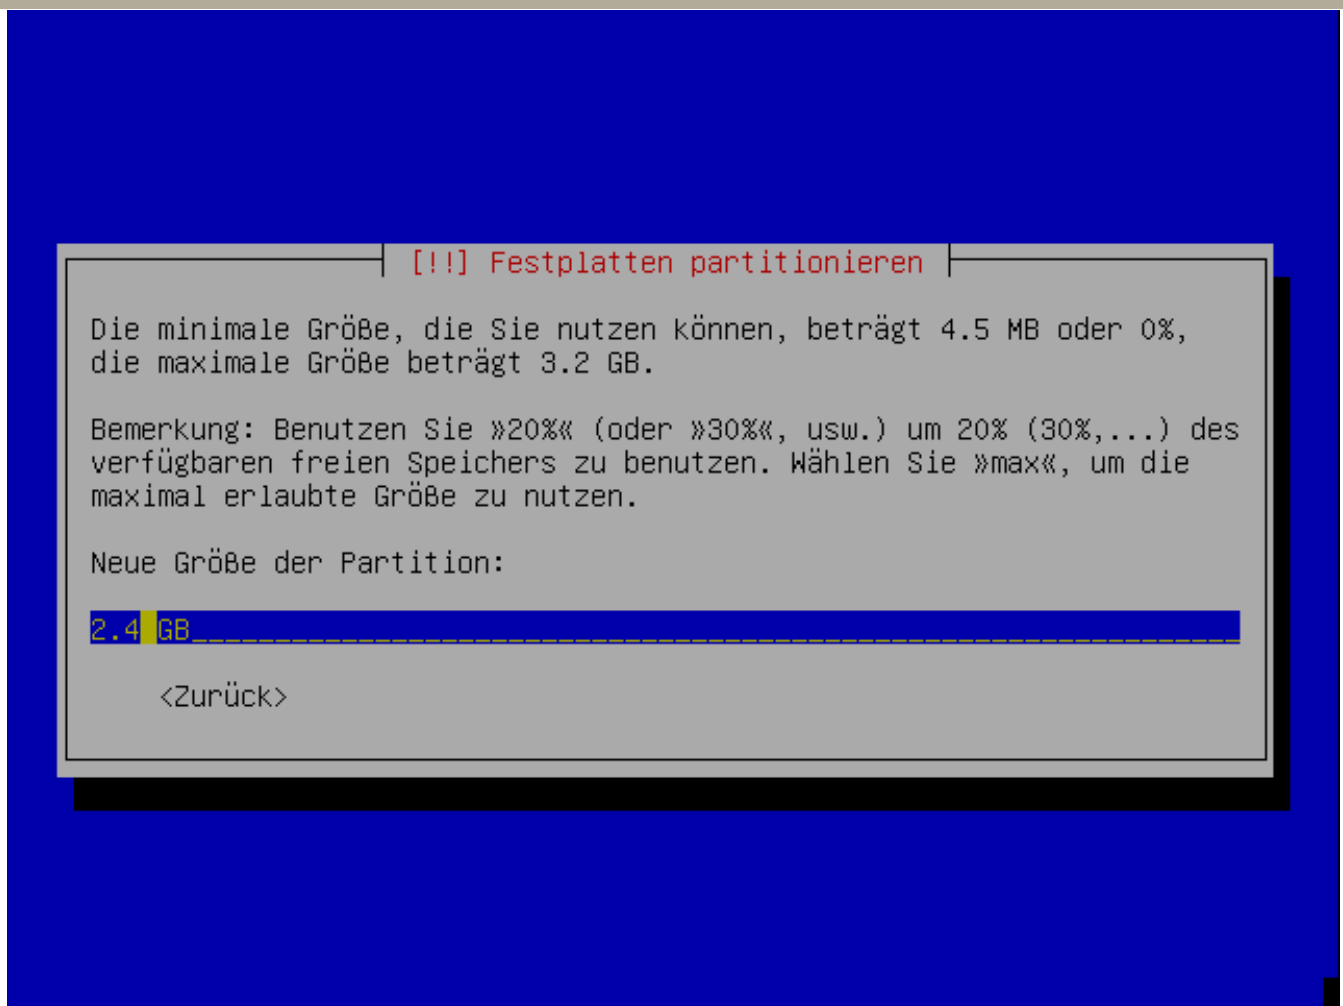 [!!] Festplatten partitionieren
Die minimale Größe, die Sie nutzen können, beträgt 4.5 MB oder 0%,
die maximale Größe beträgt 3.2 GB.
Bemerkung: Benutzen Sie »20%« (oder »30%«, usw.) um 20% (30%,...) des
verfügbaren freien Speichers zu benutzen. Wählen Sie »max«, um die
maximal erlaubte Größe zu nutzen.
Neue Größe der Partition:
2.4 GB
<Zurück>